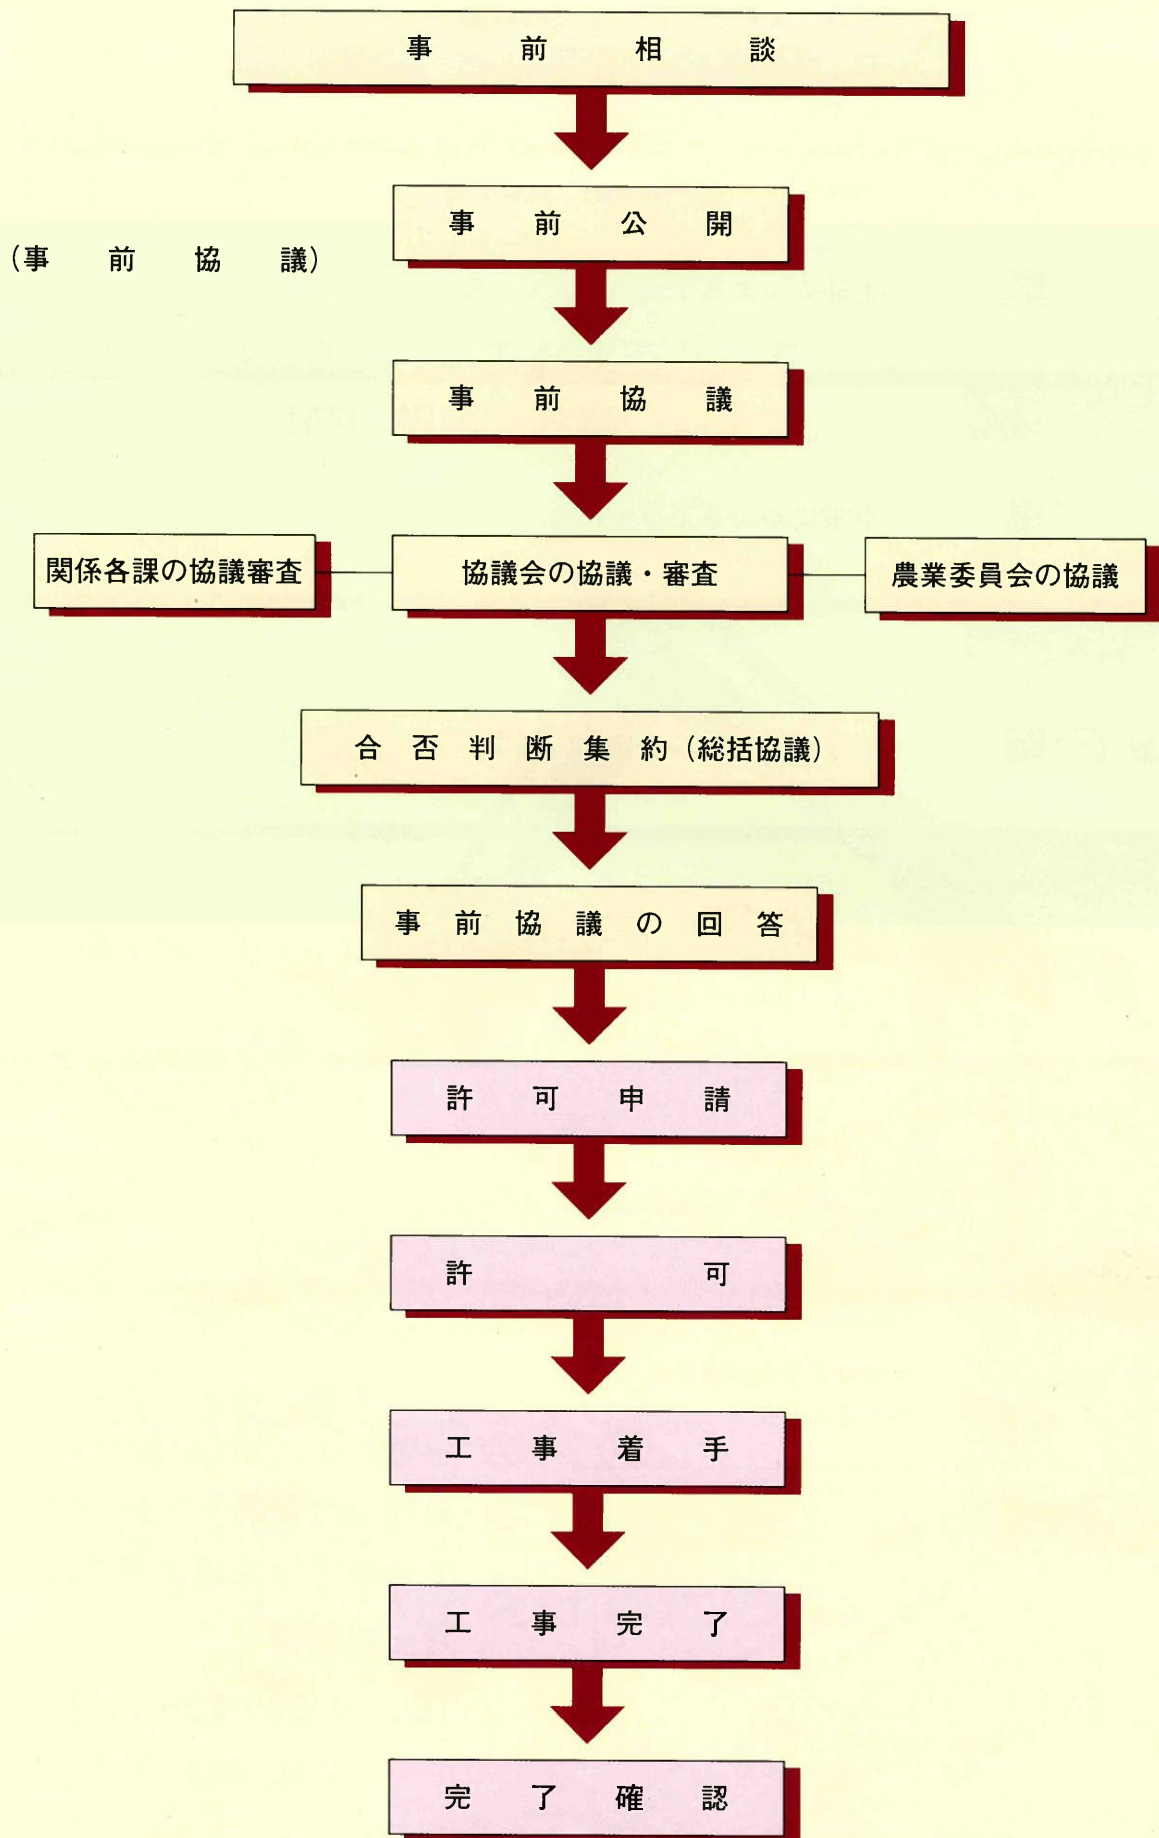 事前相談
事前公開
（事前協議）
事前協議
関係各課の協議審査
協議会の協議・審査
農業委員会の協議
合否判断集約（総括協議）
事前協議の回答
許可申請
許可
工事着手
工事完了
完了確認